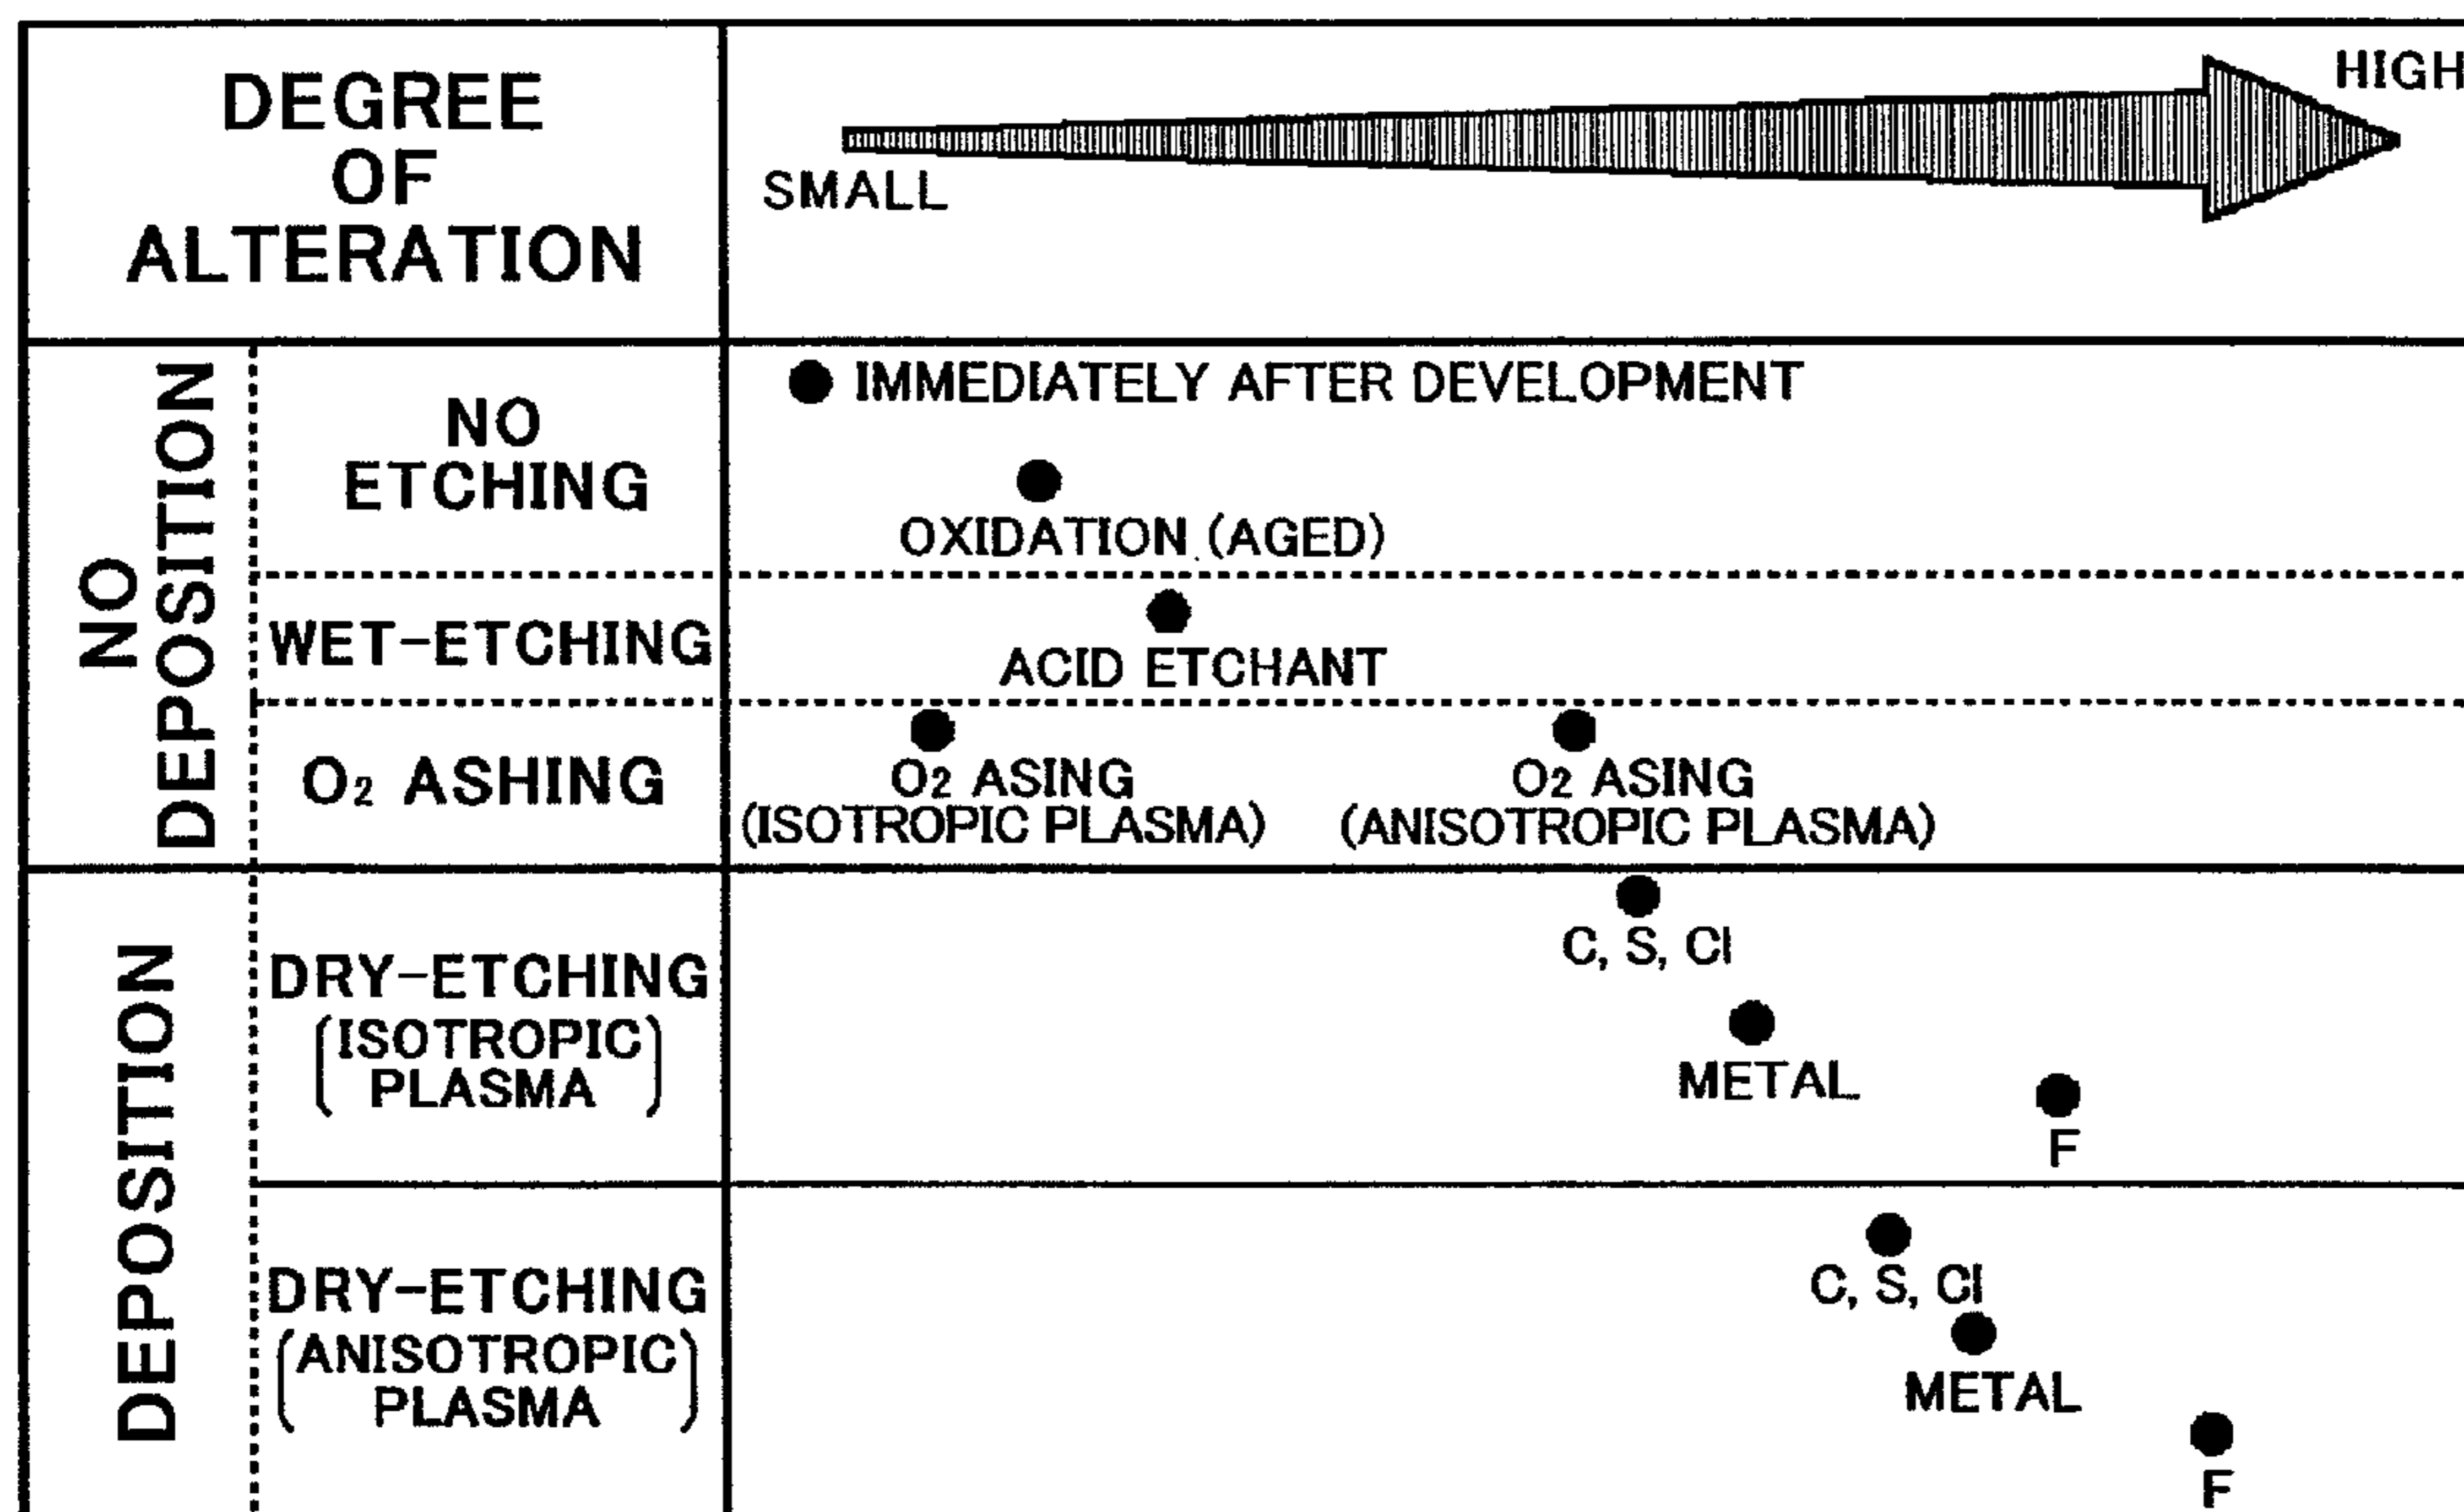 DEGREE
OF
ALTERATION
SMALL
HIGH
NO
DEPOSITION
NO
ETCHING
IMMEDIATELY AFTER DEVELOPMENT
OXIDATION (AGED)
WET-ETCHING
ACID ETCHANT
O₂ ASHING
O₂ ASING
(ISOTROPIC PLASMA)
O₂ ASING
(ANISOTROPIC PLASMA)
DEPOSITION
DRY-ETCHING
(ISOTROPIC
PLASMA)
C, S, Cl
METAL
F
DRY-ETCHING
(ANISOTROPIC
PLASMA)
C, S, Cl
METAL
F